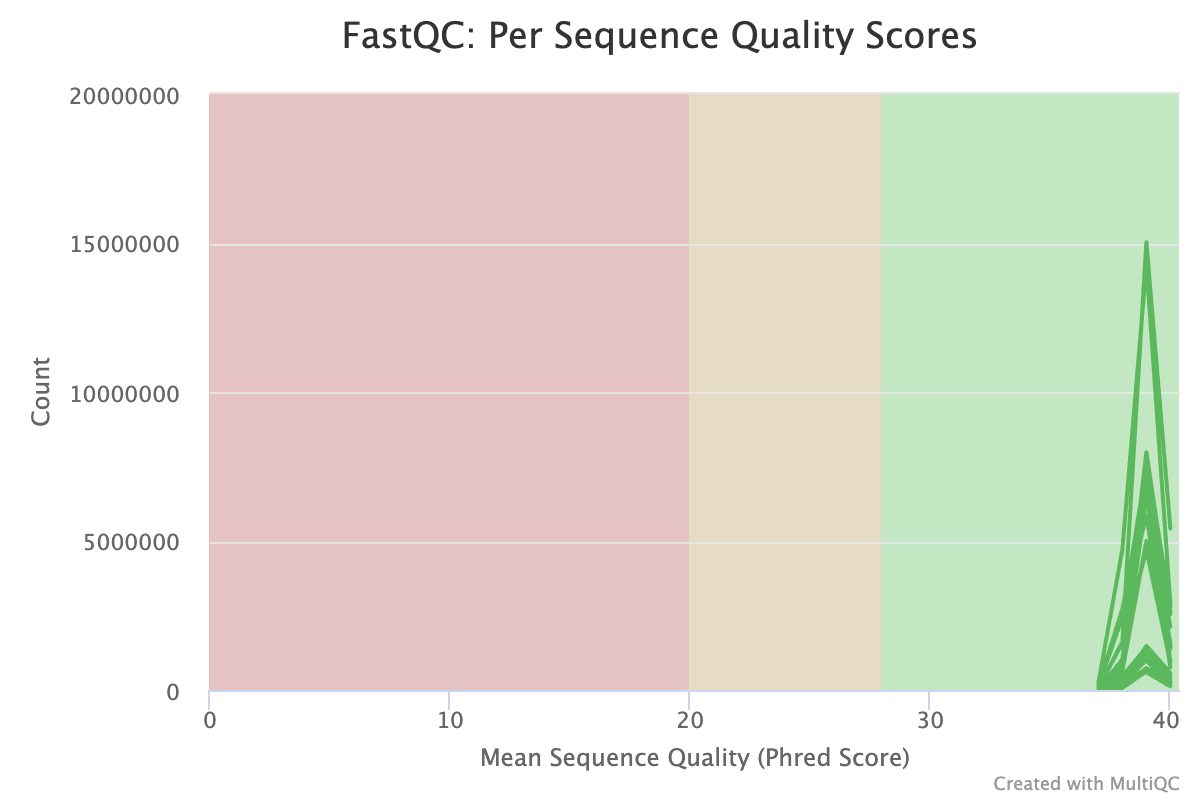 FastQC: Per Sequence Quality Scores
20000000
15000000
10000000
5000000
0
Count
0 10 20 30 40
Mean Sequence Quality (Phred Score)
Created with MultiQC